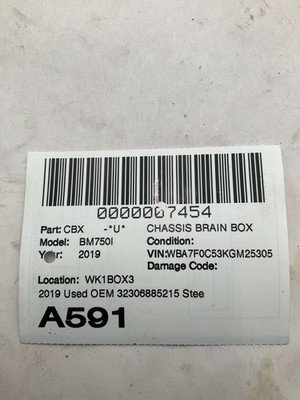 0000007454
Part: CBX -*U* CHASSIS BRAIN BOX
Model: BM750I Condition:
Year: 2019 VIN:WBA7F0C53KGM25305
Damage Code:
Location: WK1BOX3
2019 Used OEM 32306885215 Stee
A591